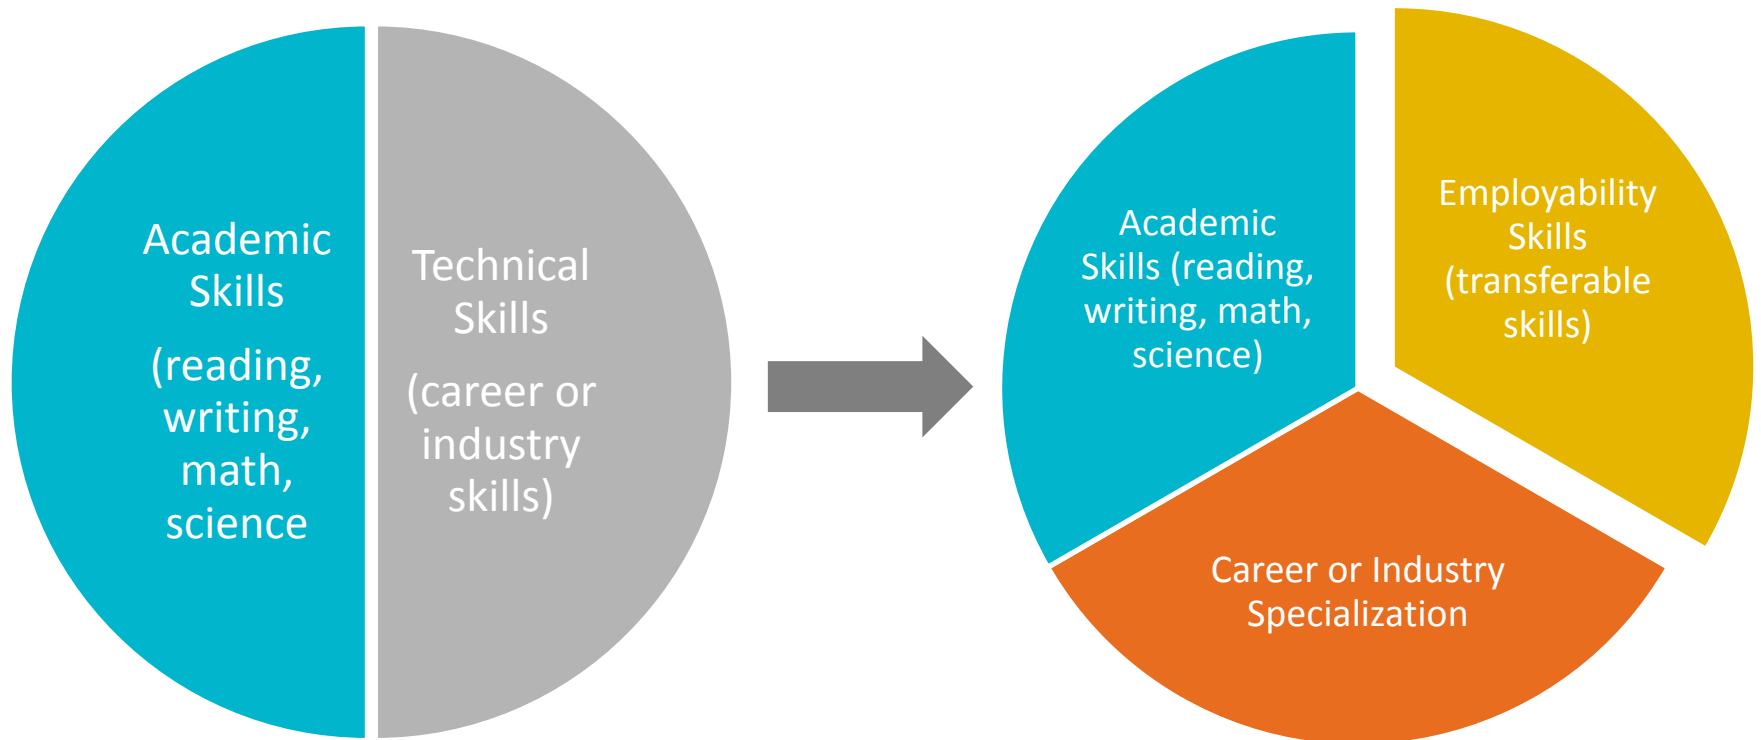 Academic
Skills
(reading,
writing,
math,
science
Technical
Skills
(career or
industry
skills)
Academic
Skills (reading,
writing, math,
science)
Employability
Skills
(transferable
skills)
Career or Industry
Specialization